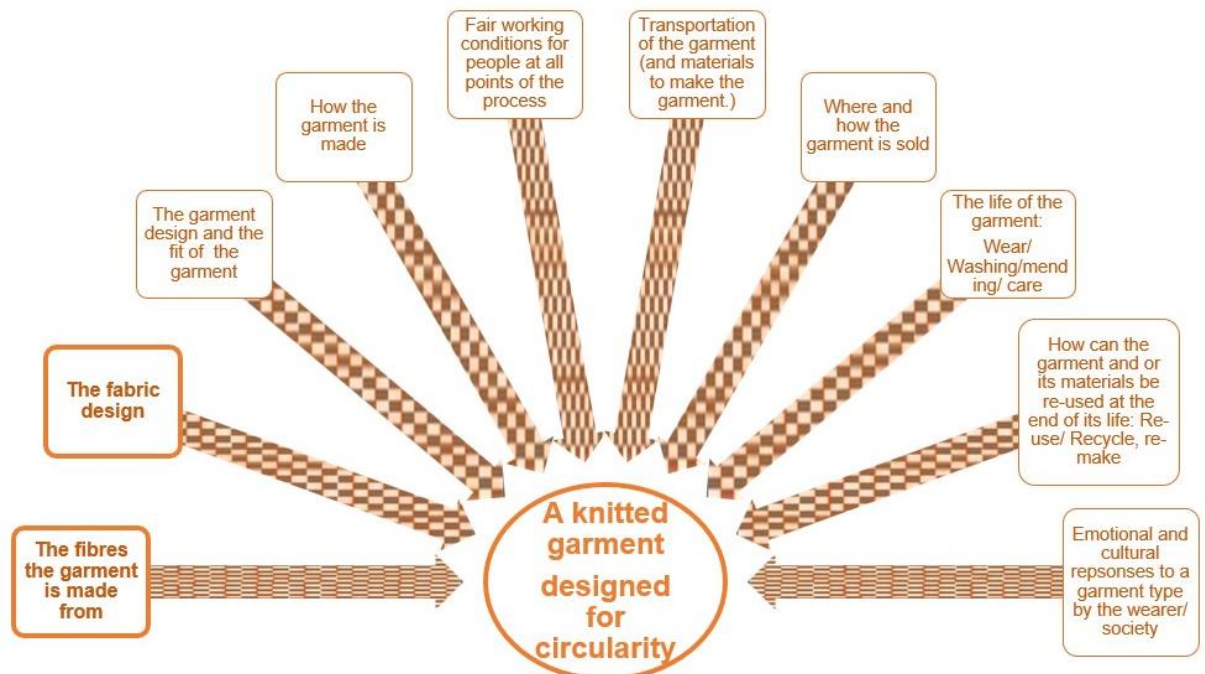 The fibres
the garment
is made
from
The fabric
design
The garment
design and the
fit of the
garment
How the
garment is
made
Fair working
conditions for
people at all
points of the
process
Transportation
of the garment
(and materials
to make the
garment.)
Where and
how the
garment is sold
The life of the
garment:
Wear/
Washing/mend
ing/ care
How can the
garment and or
its materials be
re-used at the
end of its life: Re-
use/ Recycle, re-
make
Emotional and
cultural
repsonses to a
garment type
by the wearer/
society
A knitted
garment
designed
for
circularity